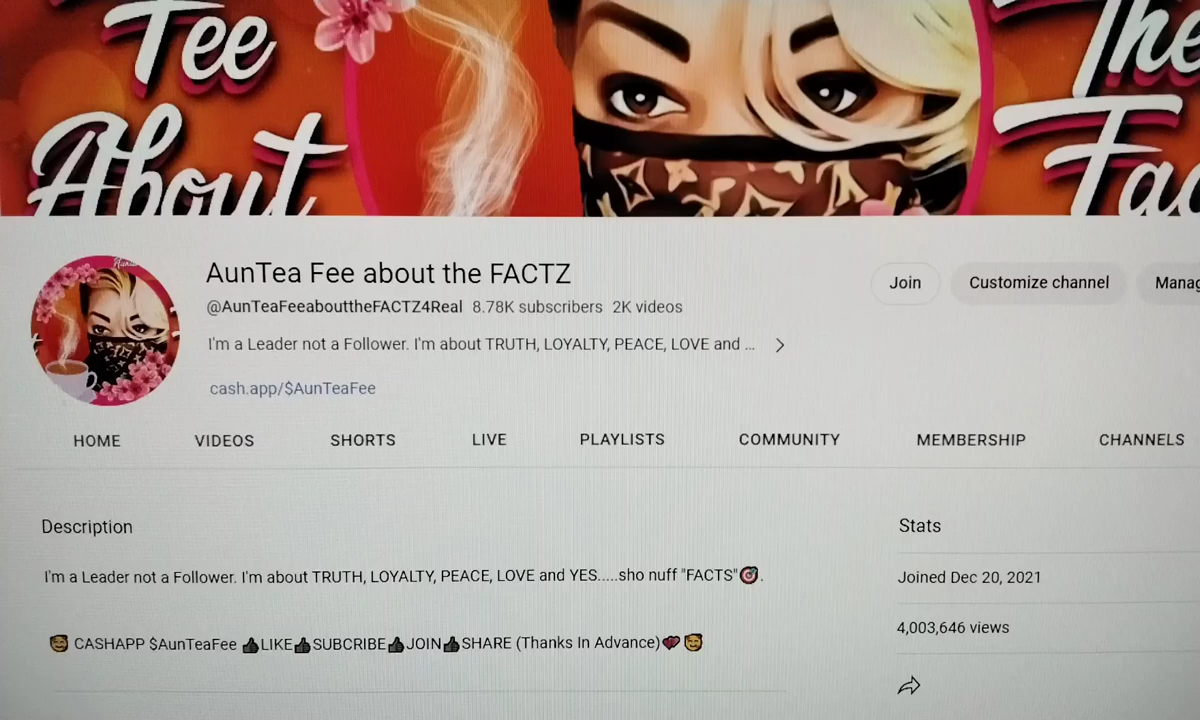 Tee
The
About
Fac
AunTea Fee about the FACTZ
@AunTeaFeeabouttheFACTZ4Real 8.78K subscribers 2K videos
I'm a Leader not a Follower. I'm about TRUTH, LOYALTY, PEACE, LOVE and ...
cash.app/$AunTeaFee
Join
Customize channel
Manag
HOME VIDEOS SHORTS LIVE PLAYLISTS COMMUNITY MEMBERSHIP CHANNELS
Description
I'm a Leader not a Follower. I'm about TRUTH, LOYALTY, PEACE, LOVE and YES.....sho nuff "FACTS"🎯.
🥰 CASHAPP $AunTeaFee 👍🏿LIKE👍🏿SUBCRIBE👍🏿JOIN👍🏿SHARE (Thanks In Advance)💖🥰
Stats
Joined Dec 20, 2021
4,003,646 views